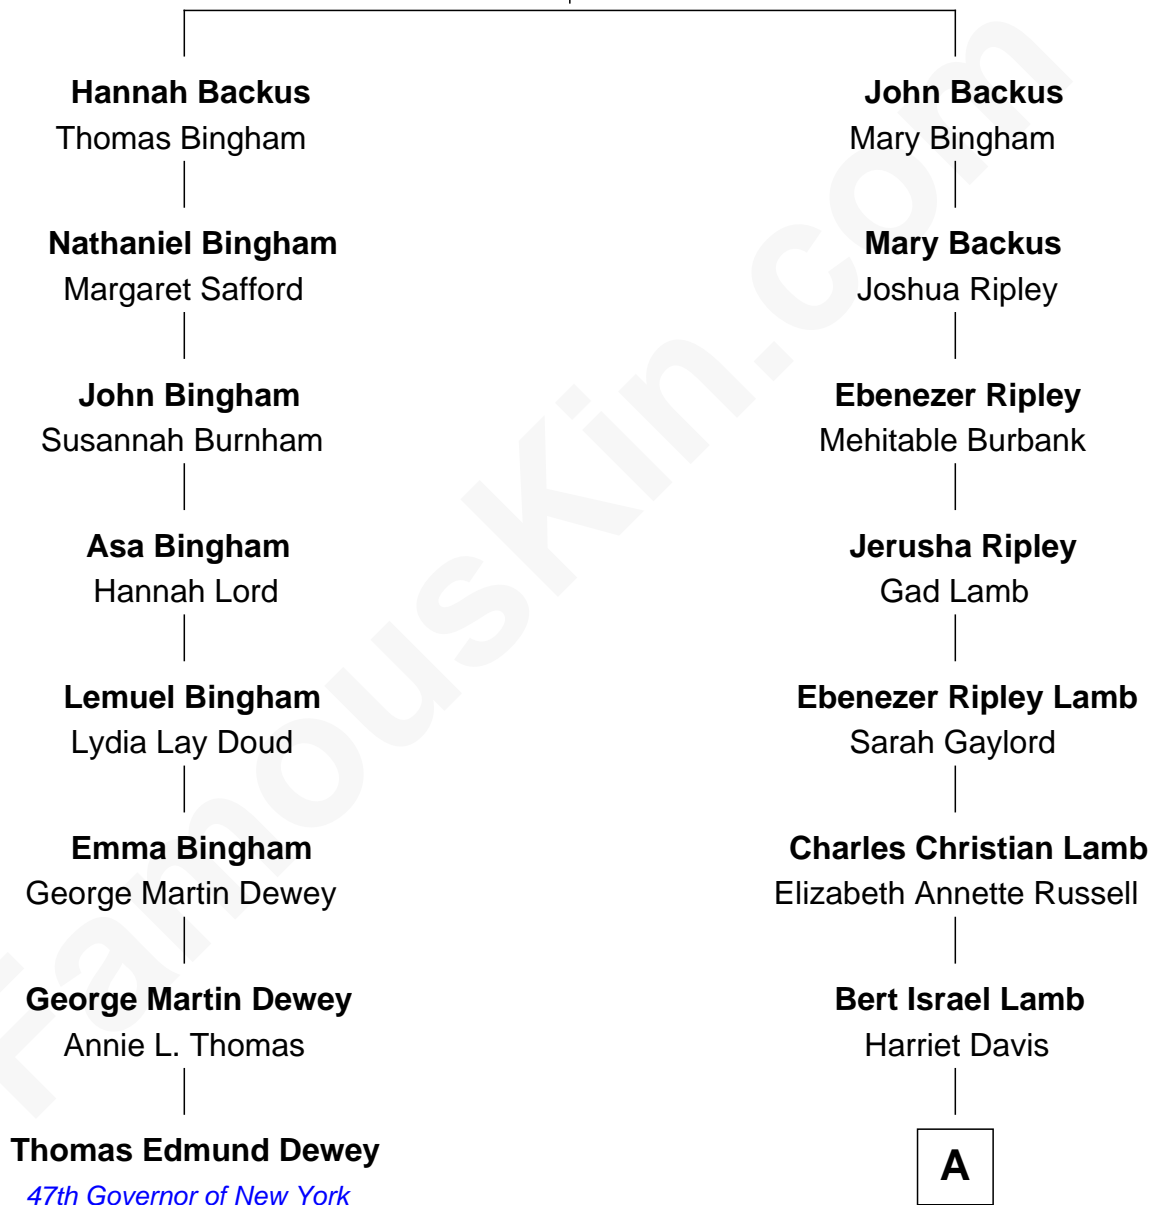 Hannah Backus
Thomas Bingham
Nathaniel Bingham
Margaret Safford
John Bingham
Susannah Burnham
Asa Bingham
Hannah Lord
Lemuel Bingham
Lydia Lay Doud
Emma Bingham
George Martin Dewey
George Martin Dewey
Annie L. Thomas
Thomas Edmund Dewey
47th Governor of New York
John Backus
Mary Bingham
Mary Backus
Joshua Ripley
Ebenezer Ripley
Mehitable Burbank
Jerusha Ripley
Gad Lamb
Ebenezer Ripley Lamb
Sarah Gaylord
Charles Christian Lamb
Elizabeth Annette Russell
Bert Israel Lamb
Harriet Davis
A
FamousKin.com